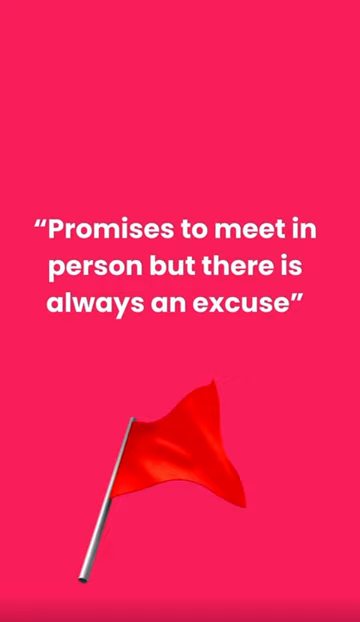 “Promises to meet in
person but there is
always an excuse”